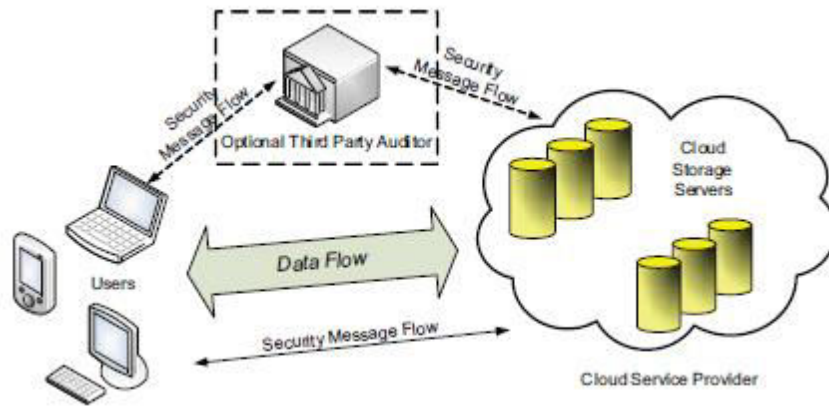 Security
Message Flow
Security
Message Flow
Optional Third Party Auditor
Cloud
Storage
Servers
Users
Data Flow
Security Message Flow
Cloud Service Provider